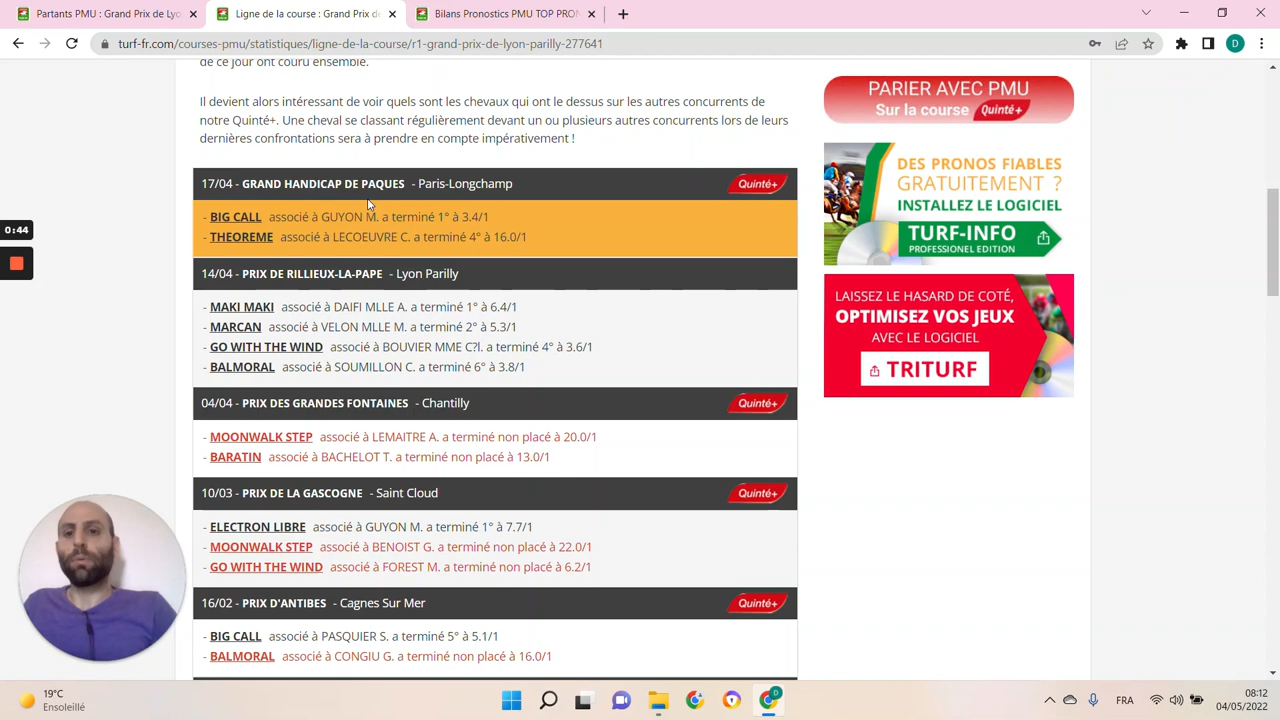 Partants PMU : Grand Prix de Lyo
Ligne de jeu : Grand Prix de
Bilans PMU TOP PRO
turf-fr.com/courses-pmu/statistiques/ligne-de-la-course/r1-grand-prix-de-lyon-parilly-277641
D
de ce jour ont couru ensemble.
Il devient alors intéressant de voir quels sont les chevaux qui ont le dessus sur les autres concurrents de
notre Quinté+. Un cheval se classant régulièrement devant un ou plusieurs autres concurrents lors de leurs
dernières confrontations sera à prendre en compte impérativement !
17/04 - GRAND HANDICAP DE PAQUES - Paris-Longchamp
Quinté+
- BIG CALL associé à GUYON M. a terminé 1° à 3.4/1
- THEOREME associé à LECOEUVRE C. a terminé 4° à 16.0/1
14/04 - PRIX DE RILLIEUX-LA-PAPE - Lyon Parilly
- MAKI MAKI associé à DAIFI MLLE A. a terminé 1° à 6.4/1
- MARCAN associé à VELON MLLE M. a terminé 2° à 5.3/1
- GO WITH THE WIND associé à BOUVIER MME C?l. a terminé 4° à 3.6/1
- BALMORAL associé à SOUMILLON C. a terminé 6° à 3.8/1
04/04 - PRIX DES GRANDES FONTAINES - Chantilly
Quinté+
- MOONWALK STEP associé à LEMAITRE A. a terminé non placé à 20.0/1
- BARATIN associé à BACHELOT T. a terminé non placé à 13.0/1
10/03 - PRIX DE LA GASCOGNE - Saint Cloud
Quinté+
- ELECTRON LIBRE associé à GUYON M. a terminé 1° à 7.7/1
- MOONWALK STEP associé à BENOIST G. a terminé non placé à 22.0/1
- GO WITH THE WIND associé à FOREST M. a terminé non placé à 6.2/1
16/02 - PRIX D'ANTIBES - Cagnes Sur Mer
Quinté+
- BIG CALL associé à PASQUIER S. a terminé 5° à 5.1/1
- BALMORAL associé à CONGIU G. a terminé non placé à 16.0/1
PARIER AVEC PMU
Sur la course Quinté+
DES PRONOS FIABLES
GRATUITEMENT ?
INSTALLEZ LE LOGICIEL
TURF-INFO
PROFESSIONEL EDITION
LAISSEZ LE HASARD DE COTÉ,
OPTIMISEZ VOS JEUX
AVEC LE LOGICIEL
TRITURF
0:44
19°C
Ensoleillé
D
FRA
08:12
04/05/2022